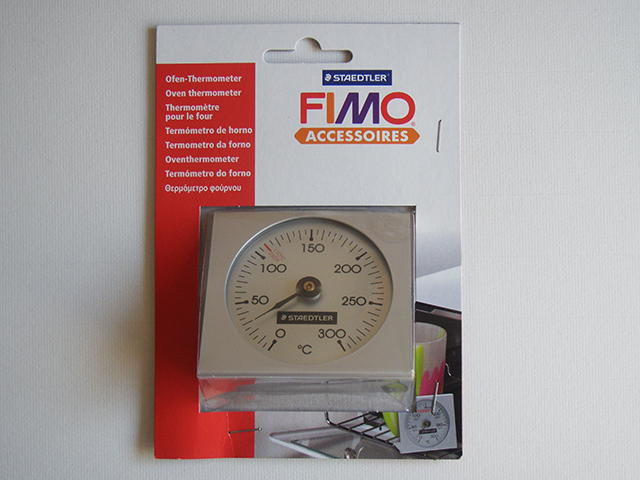 Ofen-Thermometer
Oven thermometer
Thermomètre
pour le four
Termómetro de horno
Termometro da forno
Oventhermometer
Termómetro do forno
Θερμόμετρο φούρνου
STAEDTLER
FIMO®
ACCESSOIRES
0
50
100
150
200
250
300
STAEDTLER
°C